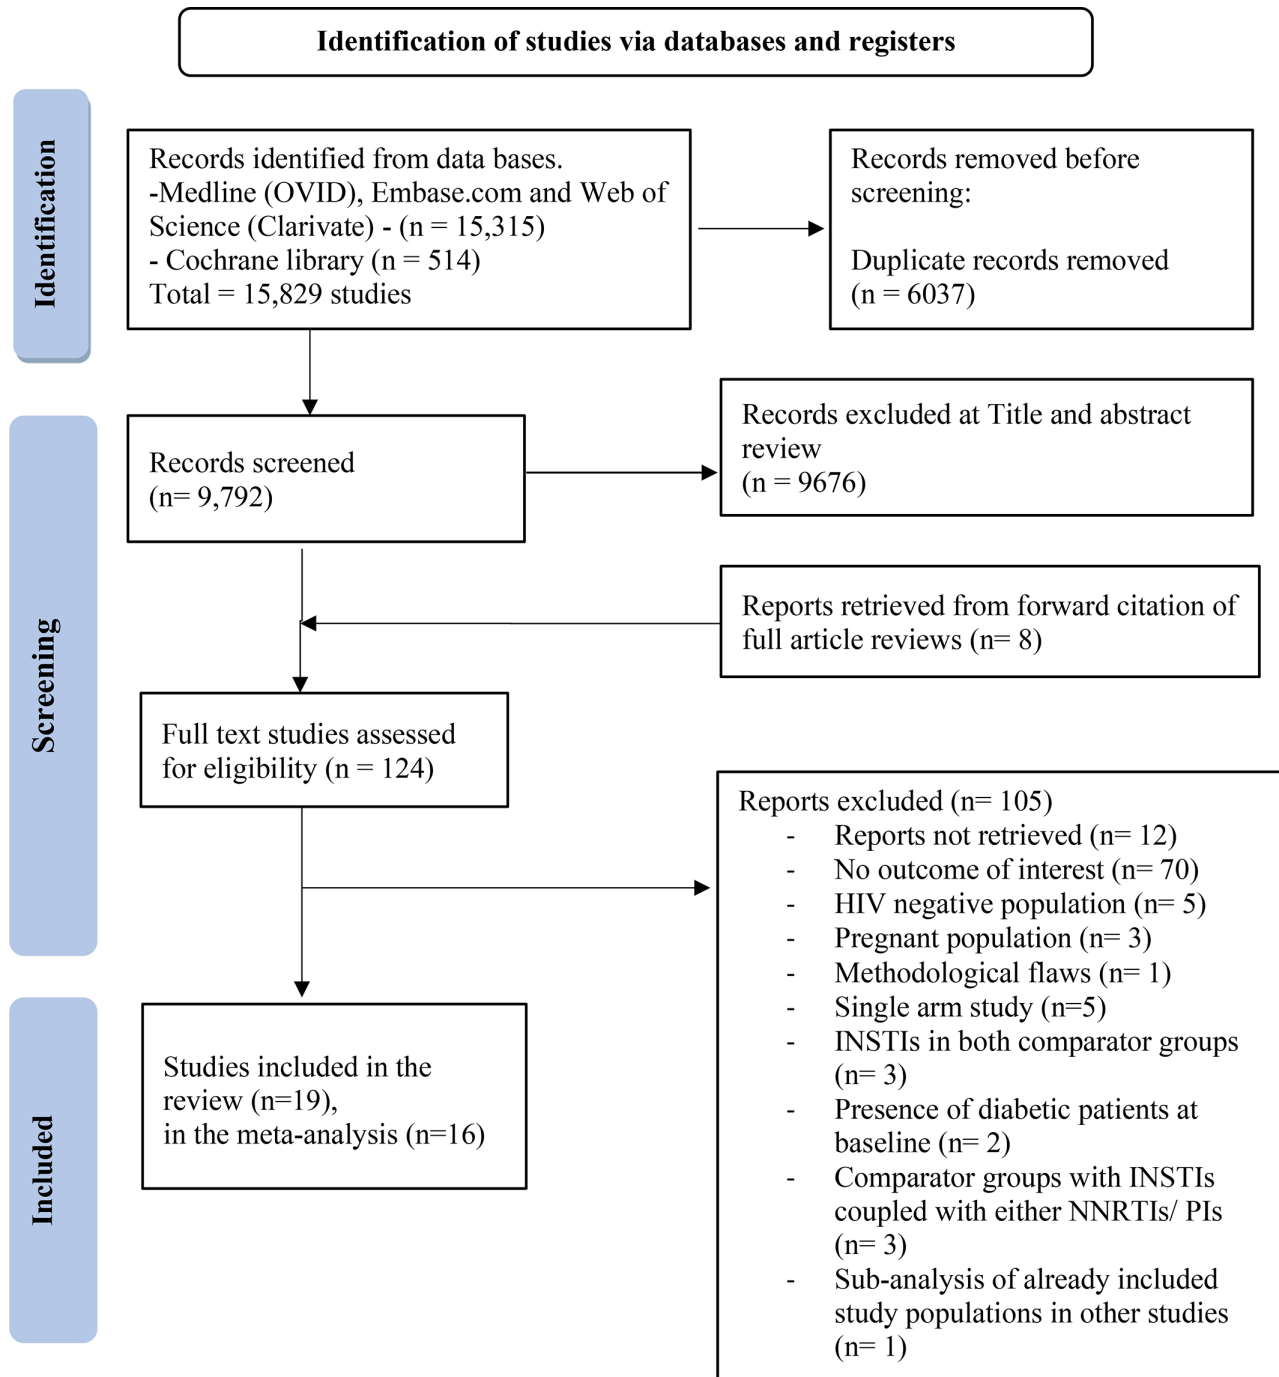 Identification of studies via databases and registers
Identification
Records identified from data bases.
-Medline (OVID), Embase.com and Web of
Science (Clarivate) - (n = 15,315)
- Cochrane library (n = 514)
Total = 15,829 studies
Records removed before
screening:
Duplicate records removed
(n = 6037)
Screening
Records screened
(n= 9,792)
Records excluded at Title and abstract
review
(n = 9676)
Reports retrieved from forward citation of
full article reviews (n= 8)
Full text studies assessed
for eligibility (n = 124)
Reports excluded (n= 105)
- Reports not retrieved (n= 12)
- No outcome of interest (n= 70)
- HIV negative population (n= 5)
- Pregnant population (n= 3)
- Methodological flaws (n= 1)
- Single arm study (n=5)
- INSTIs in both comparator groups
(n= 3)
- Presence of diabetic patients at
baseline (n= 2)
- Comparator groups with INSTIs
coupled with either NNRTIs/ PIs
(n= 3)
- Sub-analysis of already included
study populations in other studies
(n= 1)
Included
Studies included in the
review (n=19),
in the meta-analysis (n=16)